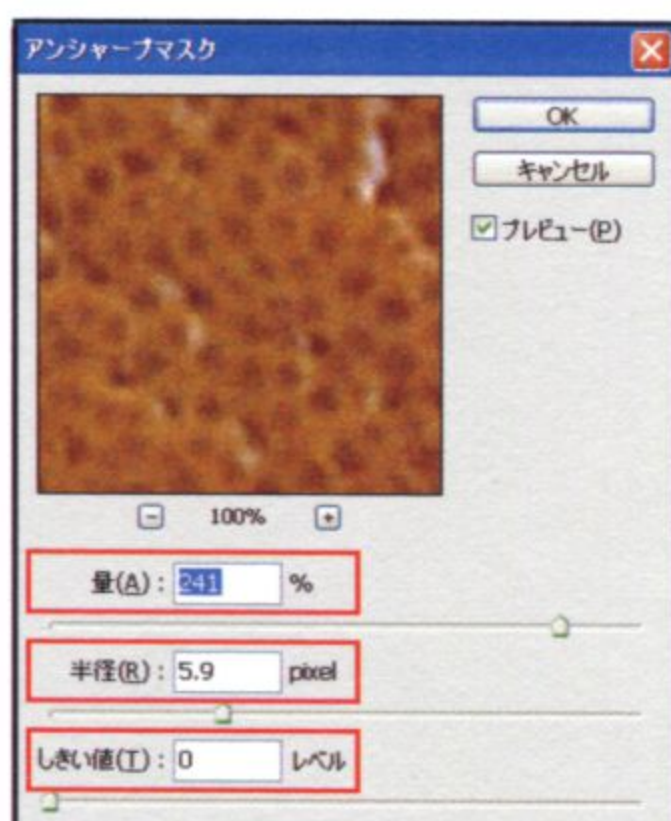 アンシャープマスク
OK
キャンセル
プレビュー(P)
100%
量(A): 241 %
半径(R): 5.9 pixel
しきい値(T): 0 レベル